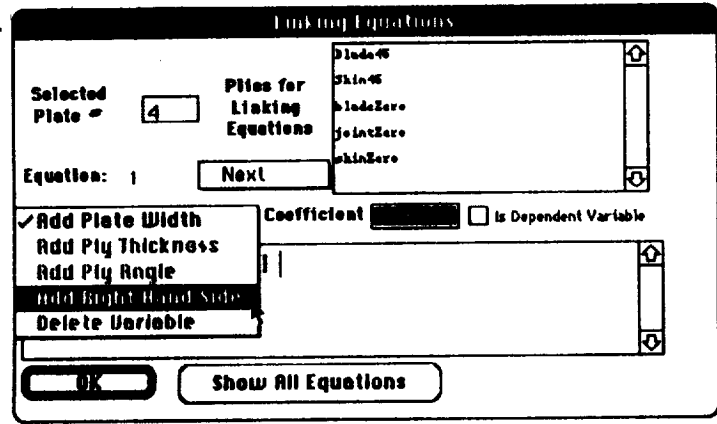 Linking Equations
Selected
Plate # 4
Plies for
Linking
Equations
blade45
Skin45
bladeZero
jointZero
skinZero
Equation: 1
Next
✓Add Plate Width
Add Ply Thickness
Add Ply Angle
Add Right Hand Side
Delete Variable
Coefficient
Is Dependent Variable
OK
Show All Equations